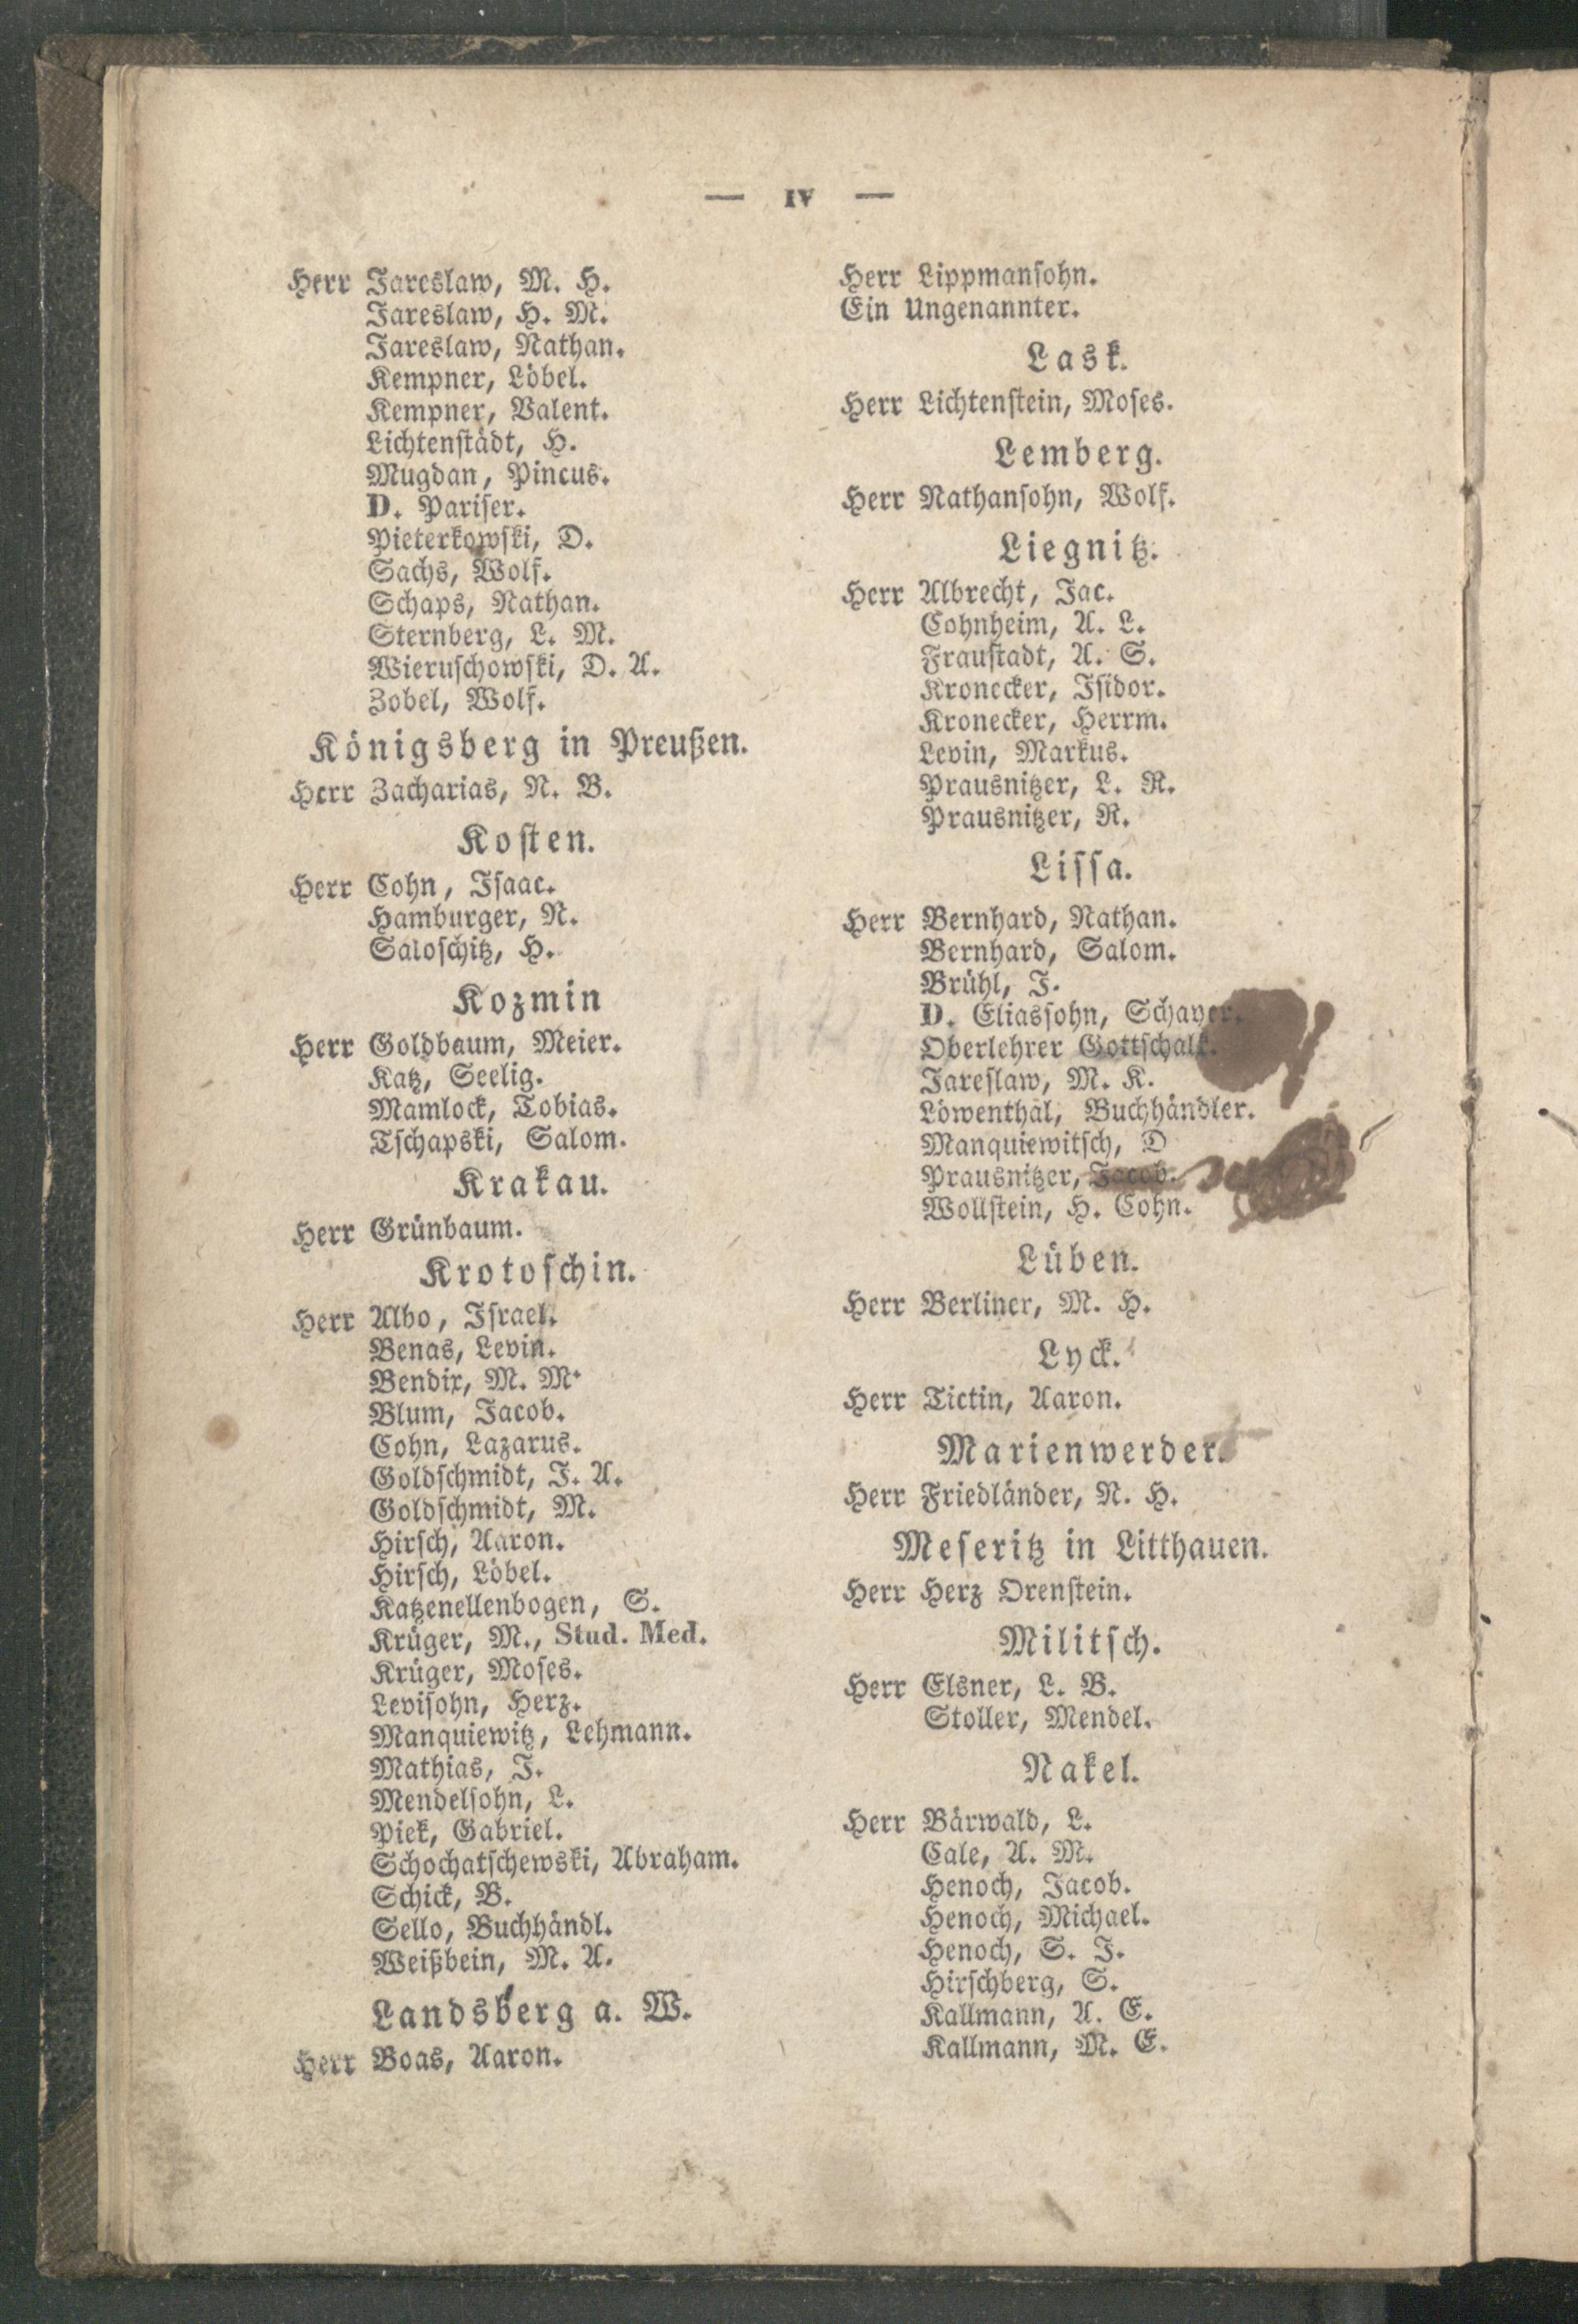 — IV —
Herr Jareslaw, M. H.
Jareslaw, H. M.
Jareslaw, Nathan.
Kempner, Löbel.
Kempner, Valent.
Lichtenstädt, H.
Mugdan, Pincus.
D. Pariser.
Pieterkowski, D.
Sachs, Wolf.
Schaps, Nathan.
Sternberg, L. M.
Wieruschowski, D. A.
Zobel, Wolf.
Königsberg in Preußen.
Herr Zacharias, N. B.
Kosten.
Herr Cohn, Isaac.
Hamburger, N.
Saloschitz, H.
Kozmin
Herr Goldbaum, Meier.
Katz, Seelig.
Mamlock, Tobias.
Tschapski, Salom.
Krakau.
Herr Grünbaum.
Krotoschin.
Herr Albo, Israel.
Benas, Levin.
Bendix, M. M.
Blum, Jacob.
Cohn, Lazarus.
Goldschmidt, J. A.
Goldschmidt, M.
Hirsch, Aaron.
Hirsch, Löbel.
Katzenellenbogen, S.
Krüger, M., Stud. Med.
Krüger, Moses.
Levisohn, Herz.
Manquiewitz, Lehmann.
Mathias, J.
Mendelsohn, L.
Piek, Gabriel.
Schochatschewski, Abraham.
Schick, B.
Sello, Buchhändl.
Weißbein, M. A.
Landsberg a. W.
Herr Boas, Aaron.
Herr Lippmansohn.
Ein Ungenannter.
Lask.
Herr Lichtenstein, Moses.
Lemberg.
Herr Nathansohn, Wolf.
Liegnitz.
Herr Albrecht, Jac.
Cohnheim, A. L.
Fraustadt, A. S.
Kronecker, Isidor.
Kronecker, Herrm.
Levin, Markus.
Prausnitzer, L. R.
Prausnitzer, R.
Lissa.
Herr Bernhard, Nathan.
Bernhard, Salom.
Brühl, J.
D. Eliassohn, Schayer.
Oberlehrer Gottschalk.
Jareslaw, M. K.
Löwenthal, Buchhändler.
Manquiewitsch, D
Prausnitzer, Jacob.
Wollstein, H. Cohn.
Lüben.
Herr Berliner, M. H.
Lyck.
Herr Tictin, Aaron.
Marienwerder.
Herr Friedländer, N. H.
Meseritz in Litthauen.
Herr Herz Orenstein.
Militsch.
Herr Elsner, L. B.
Stoller, Mendel.
Nakel.
Herr Bärwald, L.
Cale, A. M.
Henoch, Jacob.
Henoch, Michael.
Henoch, S. J.
Hirschberg, S.
Kallmann, A. E.
Kallmann, M. E.